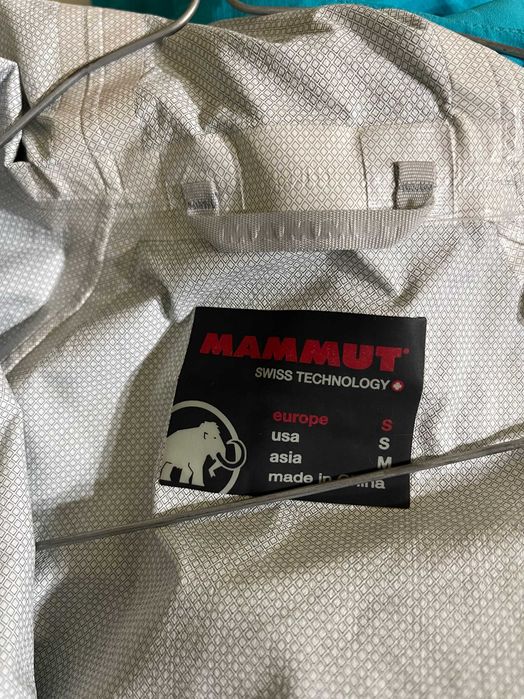 MAMMUT
SWISS TECHNOLOGY
europe S
usa S
asia M
made in China